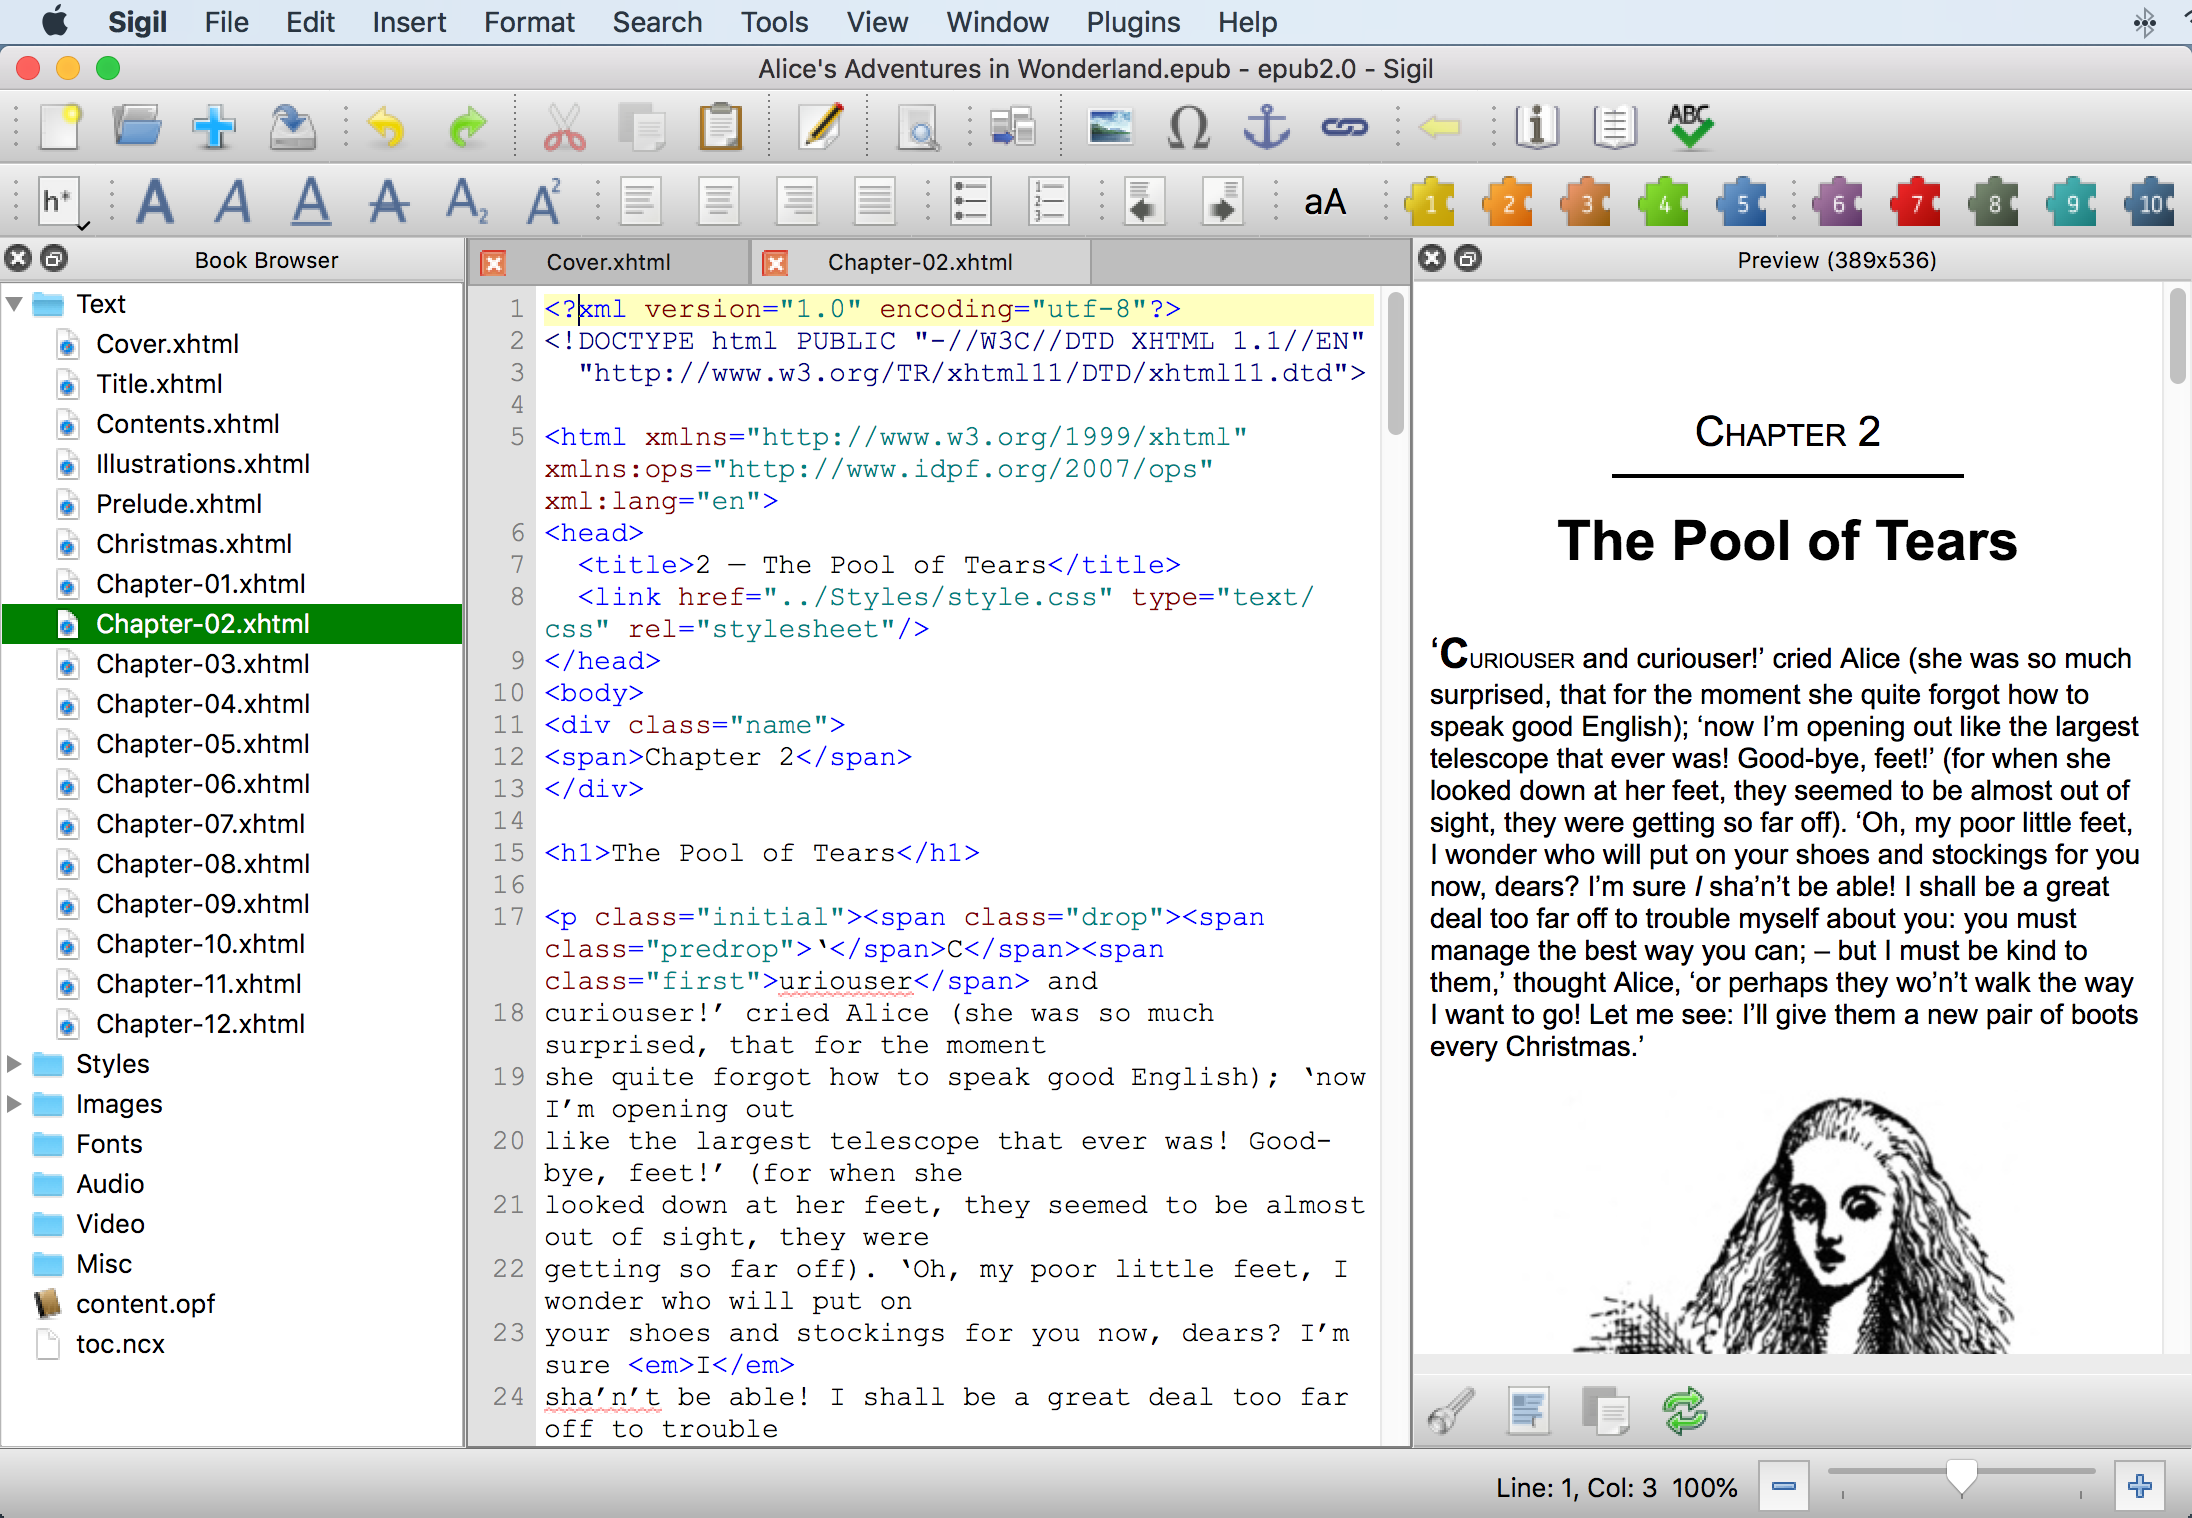 Sigil File Edit Insert Format Search Tools View Window Plugins Help
Alice's Adventures in Wonderland.epub - epub2.0 - Sigil
Ω i ABC
h* A A A A A2 A2 1 2 3 aA 1 2 3 4 5 6 7 8 9 10
Book Browser
Text
Cover.xhtml
Title.xhtml
Contents.xhtml
Illustrations.xhtml
Prelude.xhtml
Christmas.xhtml
Chapter-01.xhtml
Chapter-02.xhtml
Chapter-03.xhtml
Chapter-04.xhtml
Chapter-05.xhtml
Chapter-06.xhtml
Chapter-07.xhtml
Chapter-08.xhtml
Chapter-09.xhtml
Chapter-10.xhtml
Chapter-11.xhtml
Chapter-12.xhtml
Styles
Images
Fonts
Audio
Video
Misc
content.opf
toc.ncx
Cover.xhtml Chapter-02.xhtml
1 <?xml version="1.0" encoding="utf-8"?>
2 <!DOCTYPE html PUBLIC "-//W3C//DTD XHTML 1.1//EN"
3 "http://www.w3.org/TR/xhtml11/DTD/xhtml11.dtd">
4
5 <html xmlns="http://www.w3.org/1999/xhtml"
xmlns:ops="http://www.idpf.org/2007/ops"
xml:lang="en">
6 <head>
7 <title>2 – The Pool of Tears</title>
8 <link href="../Styles/style.css" type="text/
css" rel="stylesheet"/>
9 </head>
10 <body>
11 <div class="name">
12 <span>Chapter 2</span>
13 </div>
14
15 <h1>The Pool of Tears</h1>
16
17 <p class="initial"><span class="drop"><span
class="predrop">‘</span>C</span><span
class="first">uriouser</span> and
18 curiouser!’ cried Alice (she was so much
surprised, that for the moment
19 she quite forgot how to speak good English); ‘now
I’m opening out
20 like the largest telescope that ever was! Good-
bye, feet!’ (for when she
21 looked down at her feet, they seemed to be almost
out of sight, they were
22 getting so far off). ‘Oh, my poor little feet, I
wonder who will put on
23 your shoes and stockings for you now, dears? I’m
sure <em>I</em>
24 sha’n’t be able! I shall be a great deal too far
off to trouble
Preview (389x536)
Chapter 2
The Pool of Tears
‘Curiouser and curiouser!’ cried Alice (she was so much
surprised, that for the moment she quite forgot how to
speak good English); ‘now I’m opening out like the largest
telescope that ever was! Good-bye, feet!’ (for when she
looked down at her feet, they seemed to be almost out of
sight, they were getting so far off). ‘Oh, my poor little feet,
I wonder who will put on your shoes and stockings for you
now, dears? I’m sure I sha’n’t be able! I shall be a great
deal too far off to trouble myself about you: you must
manage the best way you can; – but I must be kind to
them,’ thought Alice, ‘or perhaps they wo’n’t walk the way
I want to go! Let me see: I’ll give them a new pair of boots
every Christmas.’
Line: 1, Col: 3 100%